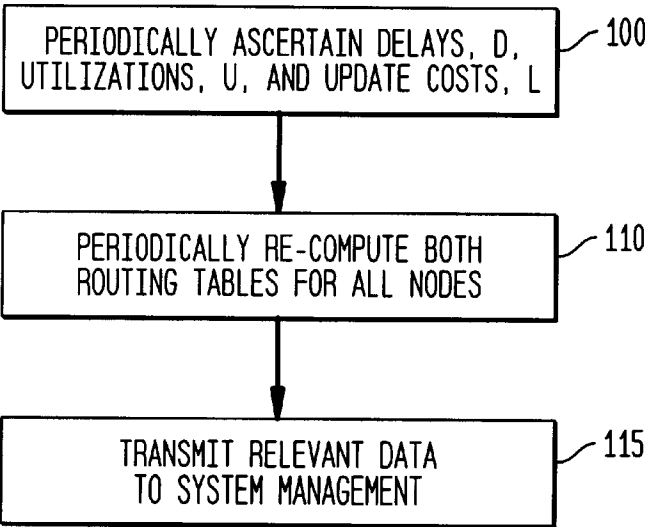 PERIODICALLY ASCERTAIN DELAYS, D,
UTILIZATIONS, U, AND UPDATE COSTS, L
100
PERIODICALLY RE-COMPUTE BOTH
ROUTING TABLES FOR ALL NODES
110
TRANSMIT RELEVANT DATA
TO SYSTEM MANAGEMENT
115